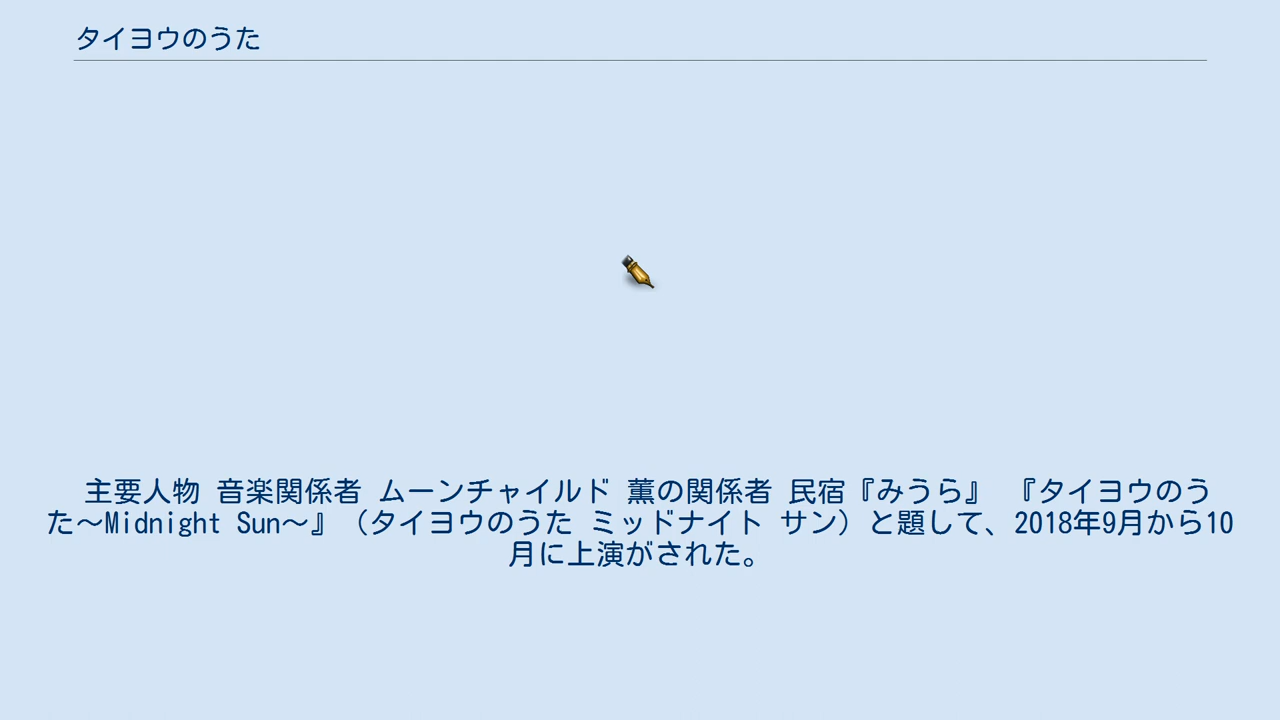 タイヨウのうた
主要人物 音楽関係者 ムーンチャイルド 薫の関係者 民宿『みうら』 『タイヨウのう
た〜Midnight Sun〜』（タイヨウのうた ミッドナイト サン）と題して、2018年9月から10
月に上演がされた。